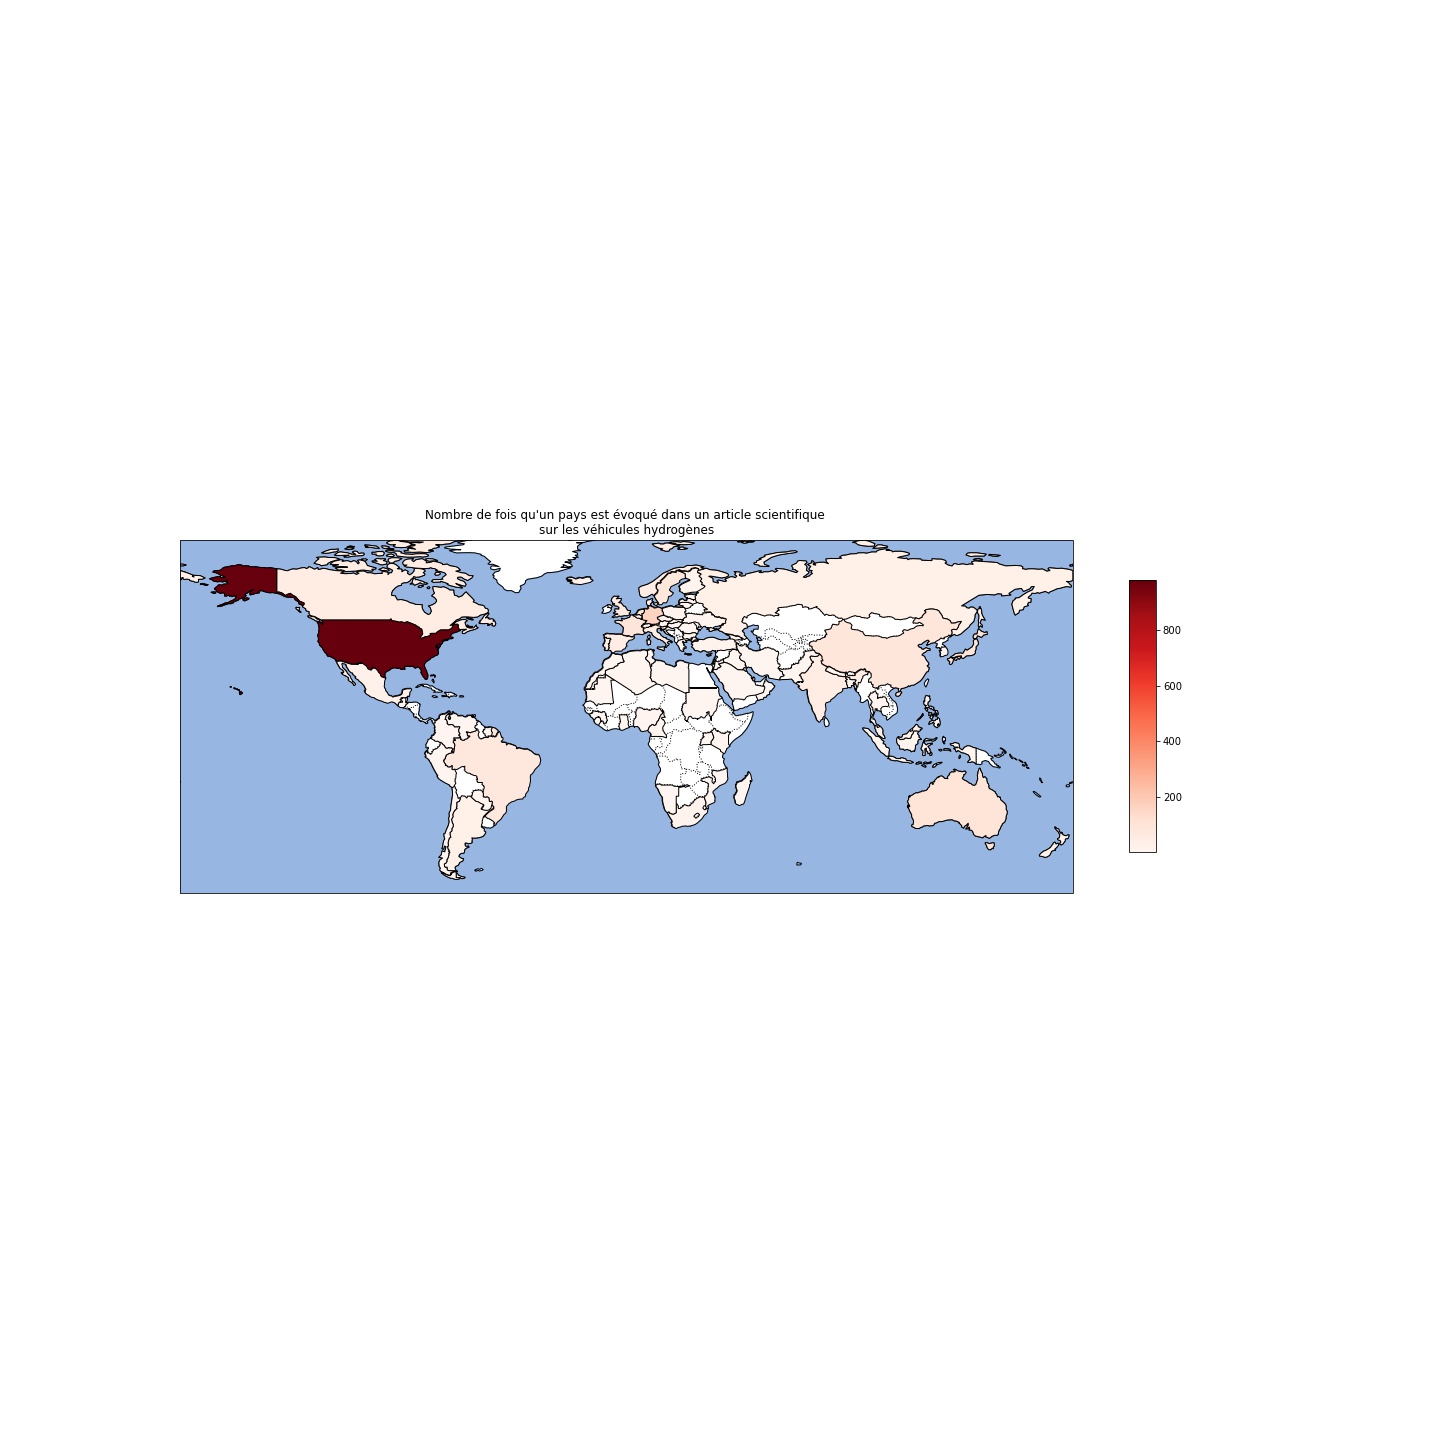 Nombre de fois qu'un pays est évoqué dans un article scientifique
sur les véhicules hydrogènes
800
600
400
200